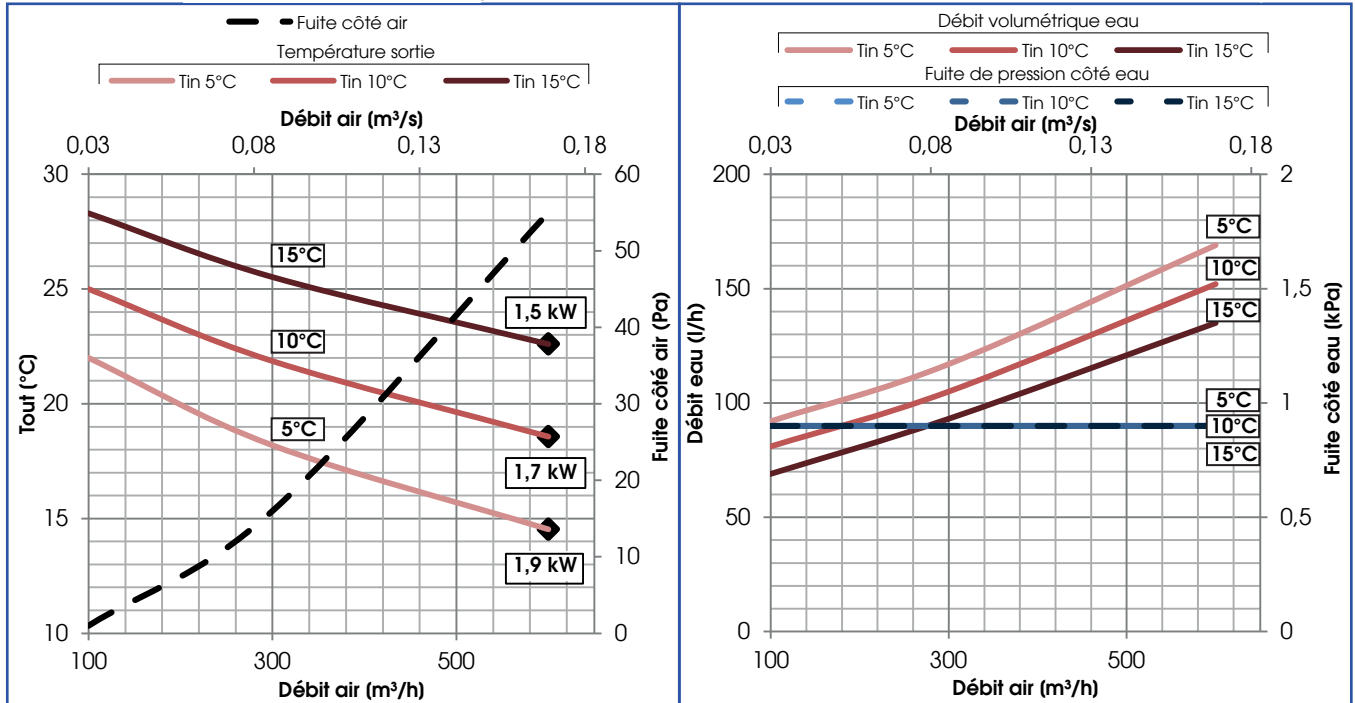 Fuite côté air
Température sortie
Tin 5°C Tin 10°C Tin 15°C
Débit air (m³/s)
0,03 0,08 0,13 0,18
30 60
50
25
40
20 30
20
15
10
10 0
15°C
10°C
5°C
1,5 kW
1,7 kW
1,9 kW
Tout (°C)
Fuite côté air (Pa)
100 300 500
Débit air (m³/h)
Débit volumétrique eau
Tin 5°C Tin 10°C Tin 15°C
Fuite de pression côté eau
Tin 5°C Tin 10°C Tin 15°C
Débit air (m³/s)
0,03 0,08 0,13 0,18
200 2
150 1,5
100 1
50 0,5
0 0
5°C
10°C
15°C
5°C
10°C
15°C
Débit eau (l/h)
Fuite côté eau (kPa)
100 300 500
Débit air (m³/h)